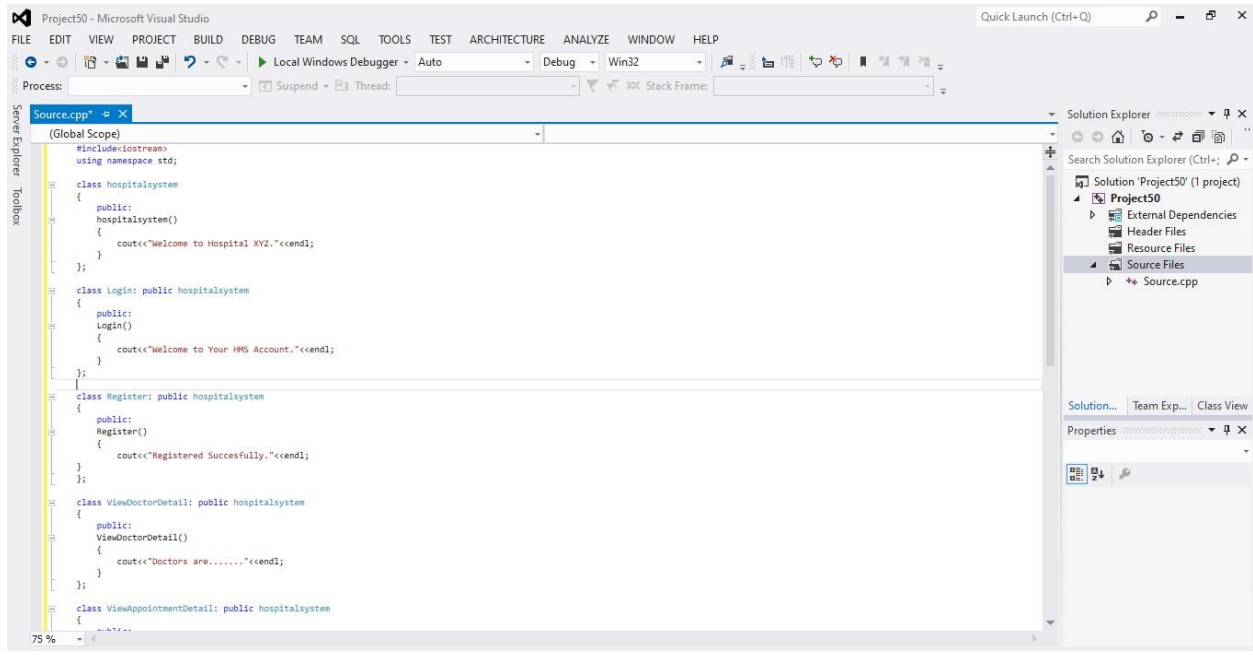 Project50 - Microsoft Visual Studio
Quick Launch (Ctrl+Q)
FILE EDIT VIEW PROJECT BUILD DEBUG TEAM SQL TOOLS TEST ARCHITECTURE ANALYZE WINDOW HELP
Local Windows Debugger Auto Debug Win32
Process: Suspend Thread: Stack Frame:
Server Explorer
Toolbox
Source.cpp*
(Global Scope)
#include<iostream>
using namespace std;
class hospitalsystem
{
public:
hospitalsystem()
{
cout<<"Welcome to Hospital XYZ."<<endl;
}
};
class Login: public hospitalsystem
{
public:
Login()
{
cout<<"Welcome to Your HMS Account."<<endl;
}
};
class Register: public hospitalsystem
{
public:
Register()
{
cout<<"Registered Succesfully."<<endl;
}
};
class ViewDoctorDetail: public hospitalsystem
{
public:
ViewDoctorDetail()
{
cout<<"Doctors are......."<<endl;
}
};
class ViewAppointmentDetail: public hospitalsystem
{
75 %
Solution Explorer
Search Solution Explorer (Ctrl+;
Solution 'Project50' (1 project)
Project50
External Dependencies
Header Files
Resource Files
Source Files
Source.cpp
Solution... Team Exp... Class View
Properties